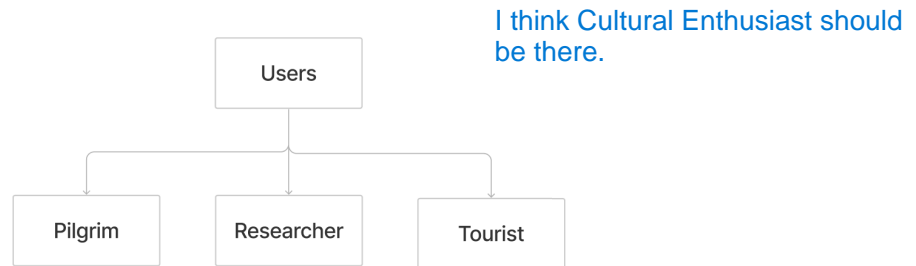 I think Cultural Enthusiast should
be there.
Users
Pilgrim
Researcher
Tourist